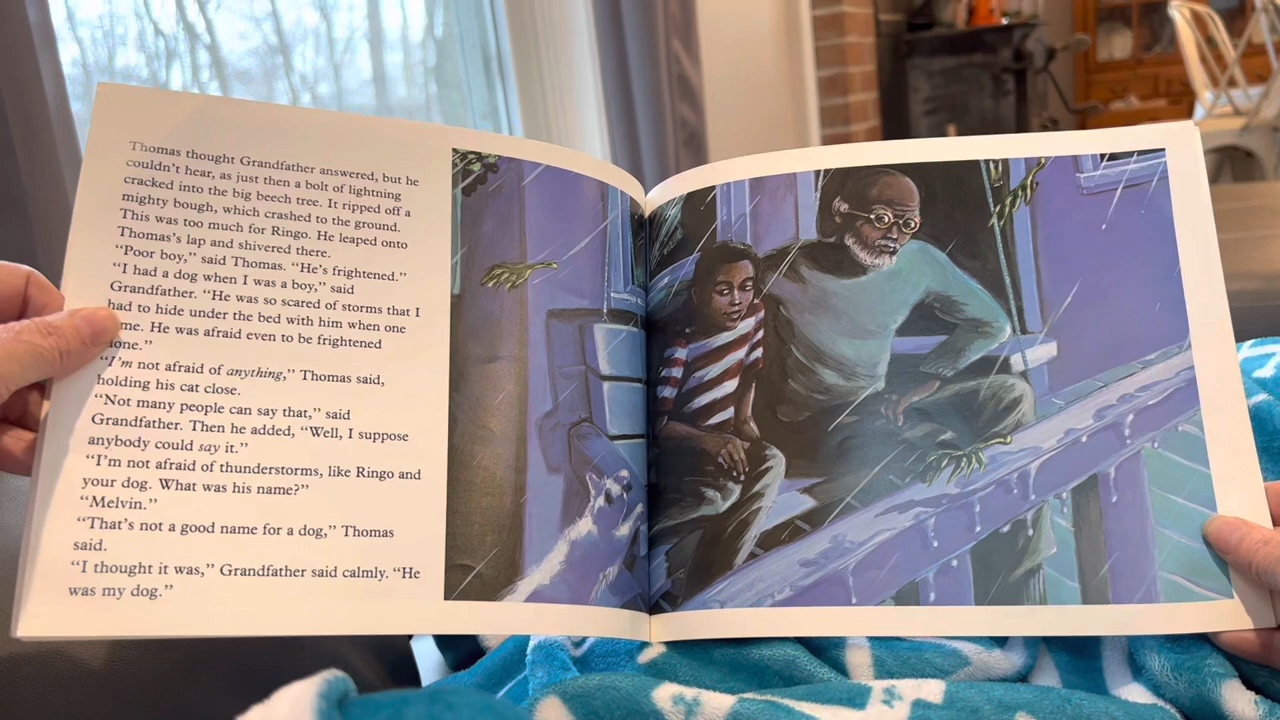 Thomas thought Grandfather answered, but he
couldn’t hear, as just then a bolt of lightning
cracked into the big beech tree. It ripped off a
mighty bough, which crashed to the ground.
This was too much for Ringo. He leaped onto
Thomas’s lap and shivered there.
“Poor boy,” said Thomas. “He’s frightened.”
“I had a dog when I was a boy,” said
Grandfather. “He was so scared of storms that I
had to hide under the bed with him when one
me. He was afraid even to be frightened
lone.”
“I’m not afraid of anything,” Thomas said,
holding his cat close.
“Not many people can say that,” said
Grandfather. Then he added, “Well, I suppose
anybody could say it.”
“I’m not afraid of thunderstorms, like Ringo and
your dog. What was his name?”
“Melvin.”
“That’s not a good name for a dog,” Thomas
said.
“I thought it was,” Grandfather said calmly. “He
was my dog.”